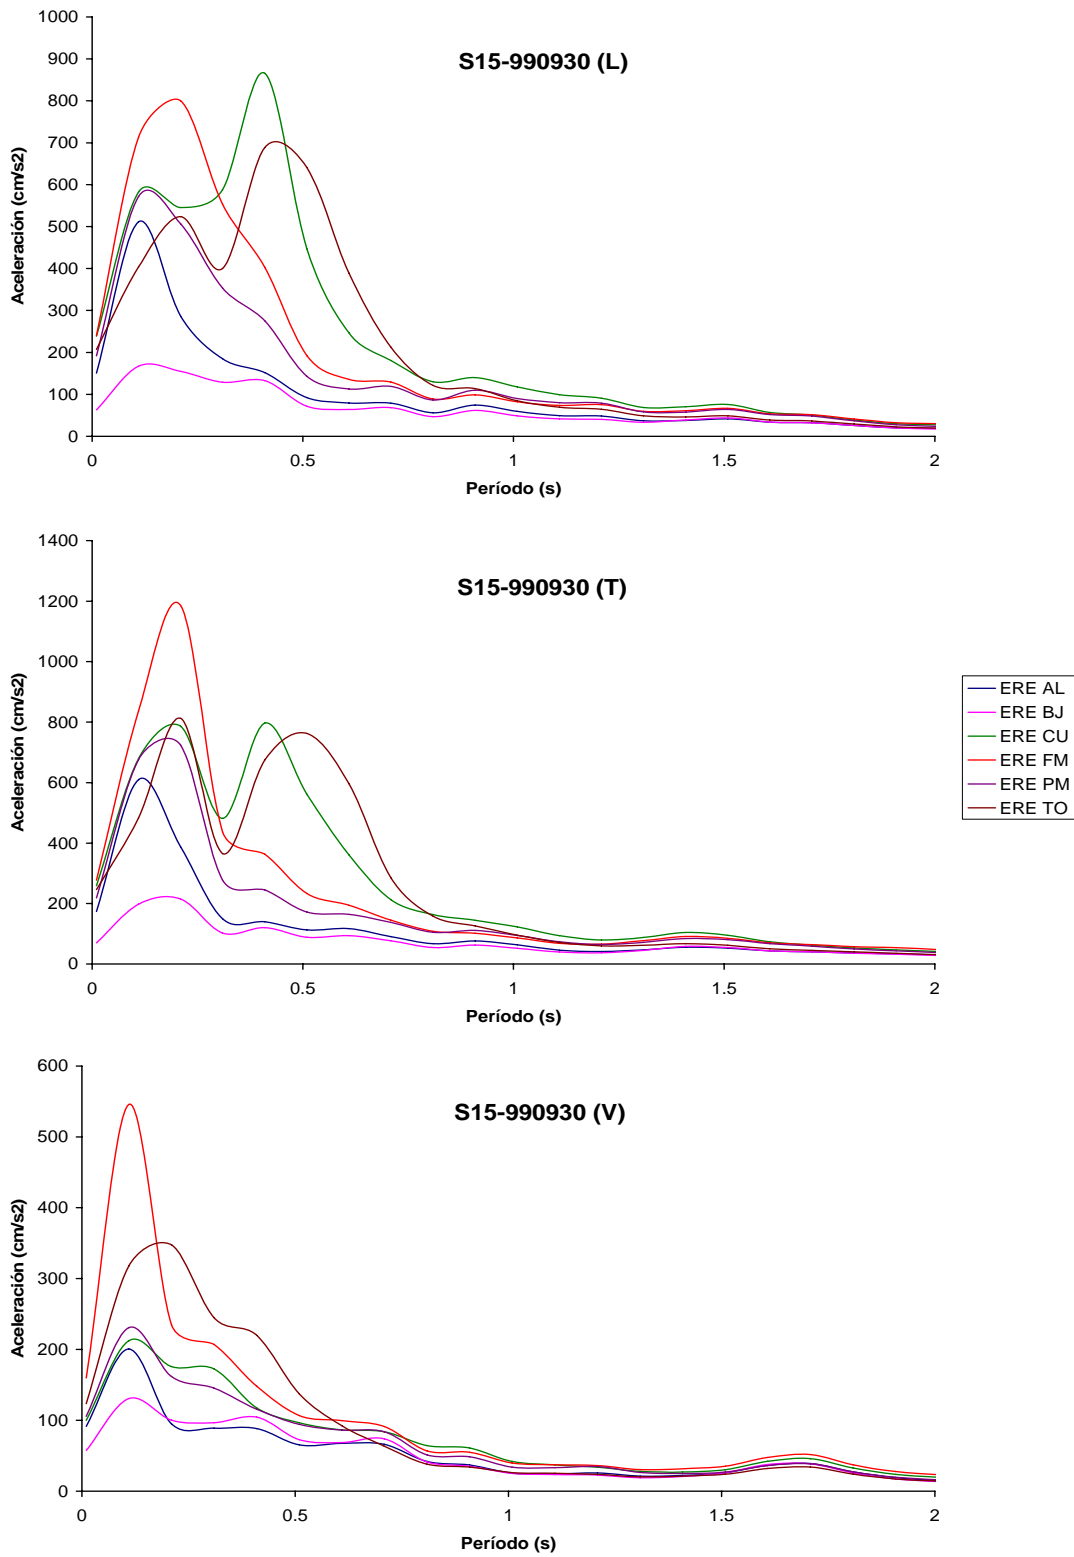 S15-990930 (L)
Aceleración (cm/s2)
1000
900
800
700
600
500
400
300
200
100
0
0 0.5 1 1.5 2
Período (s)
S15-990930 (T)
Aceleración (cm/s2)
1400
1200
1000
800
600
400
200
0
0 0.5 1 1.5 2
Período (s)
ERE AL
ERE BJ
ERE CU
ERE FM
ERE PM
ERE TO
S15-990930 (V)
Aceleración (cm/s2)
600
500
400
300
200
100
0
0 0.5 1 1.5 2
Período (s)